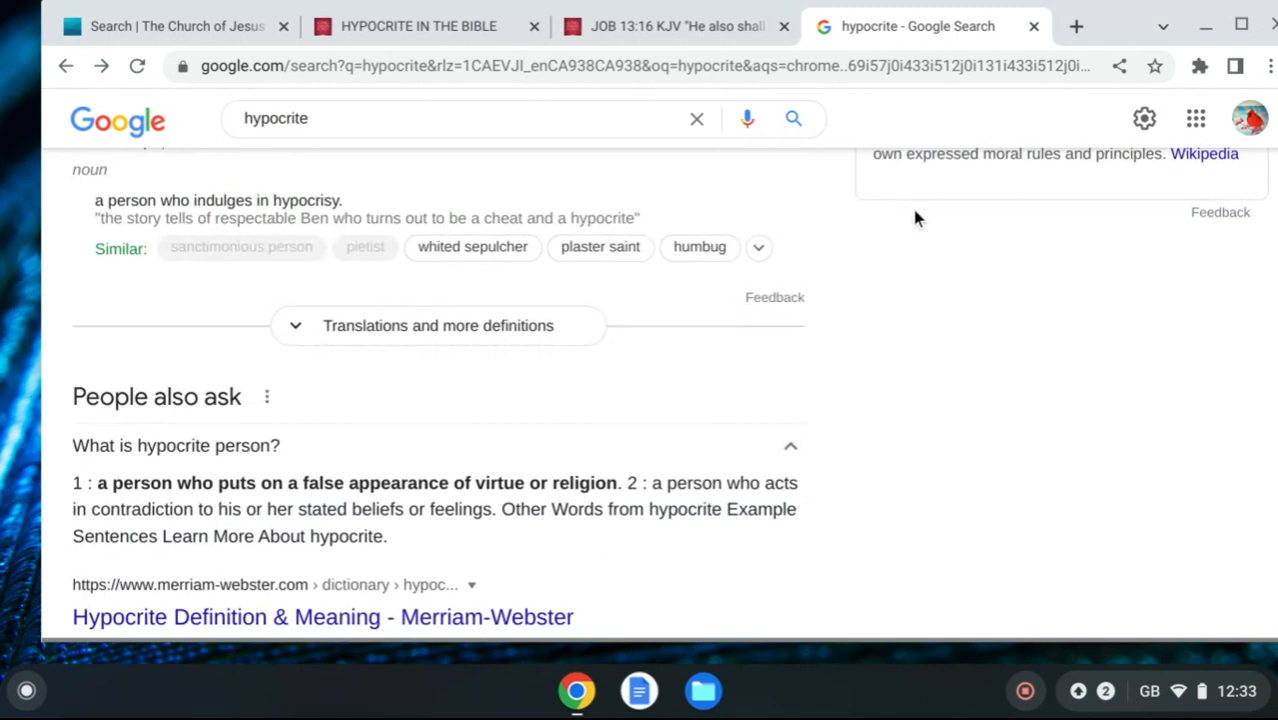 Search | The Church of Jesus
HYPOCRITE IN THE BIBLE
JOB 13:16 KJV "He also shall
hypocrite - Google Search
google.com/search?q=hypocrite&rlz=1CAEVJI_enCA938CA938&oq=hypocrite&aqs=chrome..69i57j0i433i512j0i131i433i512j0i...
Google
hypocrite
own expressed moral rules and principles. Wikipedia
Feedback
noun
a person who indulges in hypocrisy.
"the story tells of respectable Ben who turns out to be a cheat and a hypocrite"
Similar: sanctimonious person pietist whited sepulcher plaster saint humbug
Feedback
Translations and more definitions
People also ask
What is hypocrite person?
1 : a person who puts on a false appearance of virtue or religion. 2 : a person who acts
in contradiction to his or her stated beliefs or feelings. Other Words from hypocrite Example
Sentences Learn More About hypocrite.
https://www.merriam-webster.com › dictionary › hypoc...
Hypocrite Definition & Meaning - Merriam-Webster
2 GB 12:33